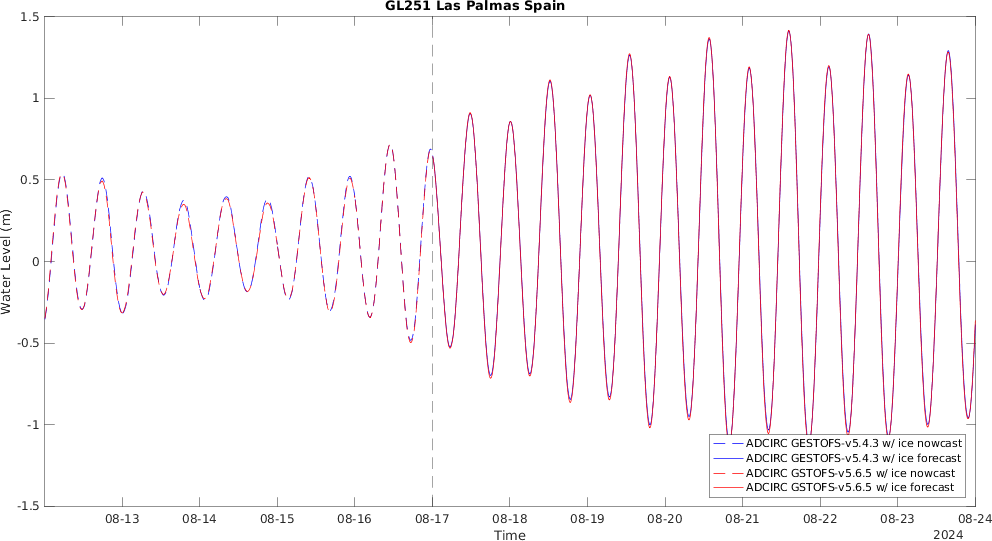 GL251 Las Palmas Spain
1.5
1
0.5
0
-0.5
-1
-1.5
Water Level (m)
ADCIRC GESTOFS-v5.4.3 w/ ice nowcast
ADCIRC GESTOFS-v5.4.3 w/ ice forecast
ADCIRC GSTOFS-v5.6.5 w/ ice nowcast
ADCIRC GSTOFS-v5.6.5 w/ ice forecast
08-13 08-14 08-15 08-16 08-17 08-18 08-19 08-20 08-21 08-22 08-23 08-24
Time
2024